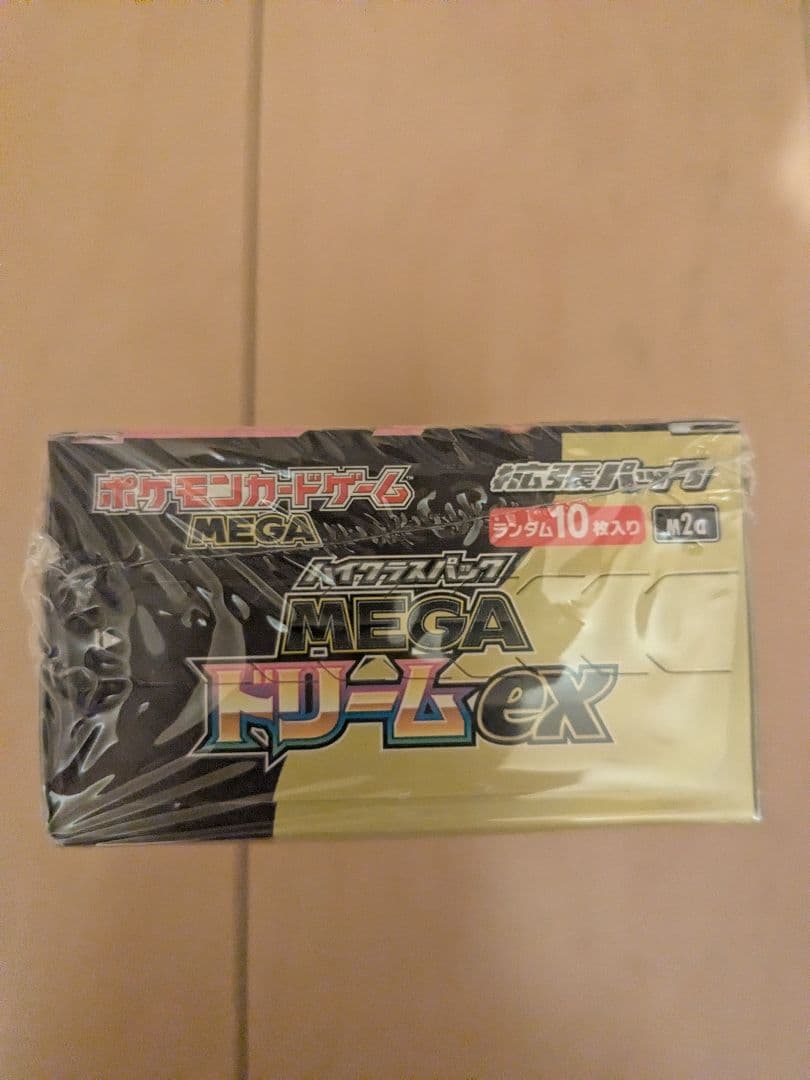 ポケモンカードゲーム™
MEGA
拡張パック
ランダム10枚入り
M2a
ハイクラスパック
MEGA
ドリームex